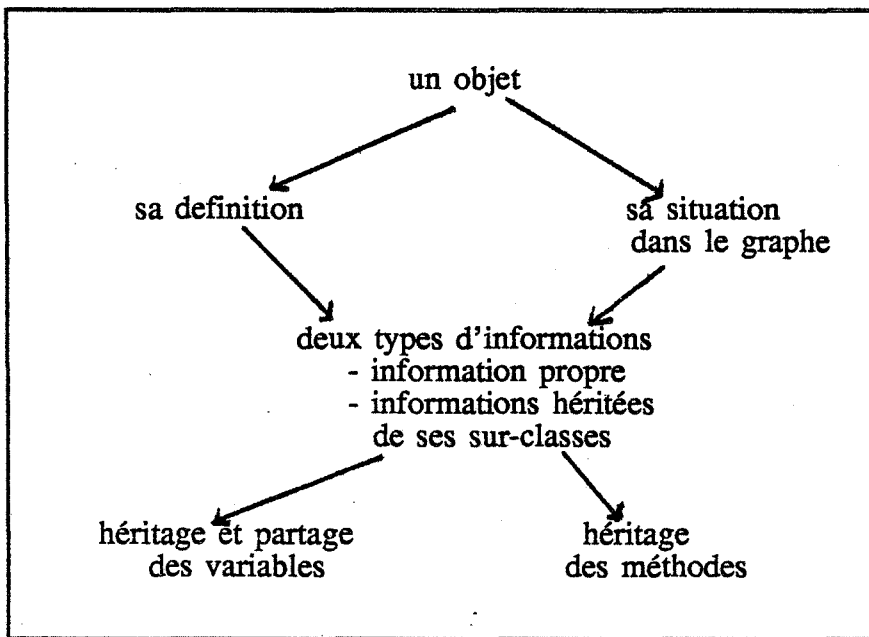 un objet
sa definition
sa situation
dans le graphe
deux types d'informations
- information propre
- informations héritées
de ses sur-classes
héritage et partage
des variables
héritage
des méthodes